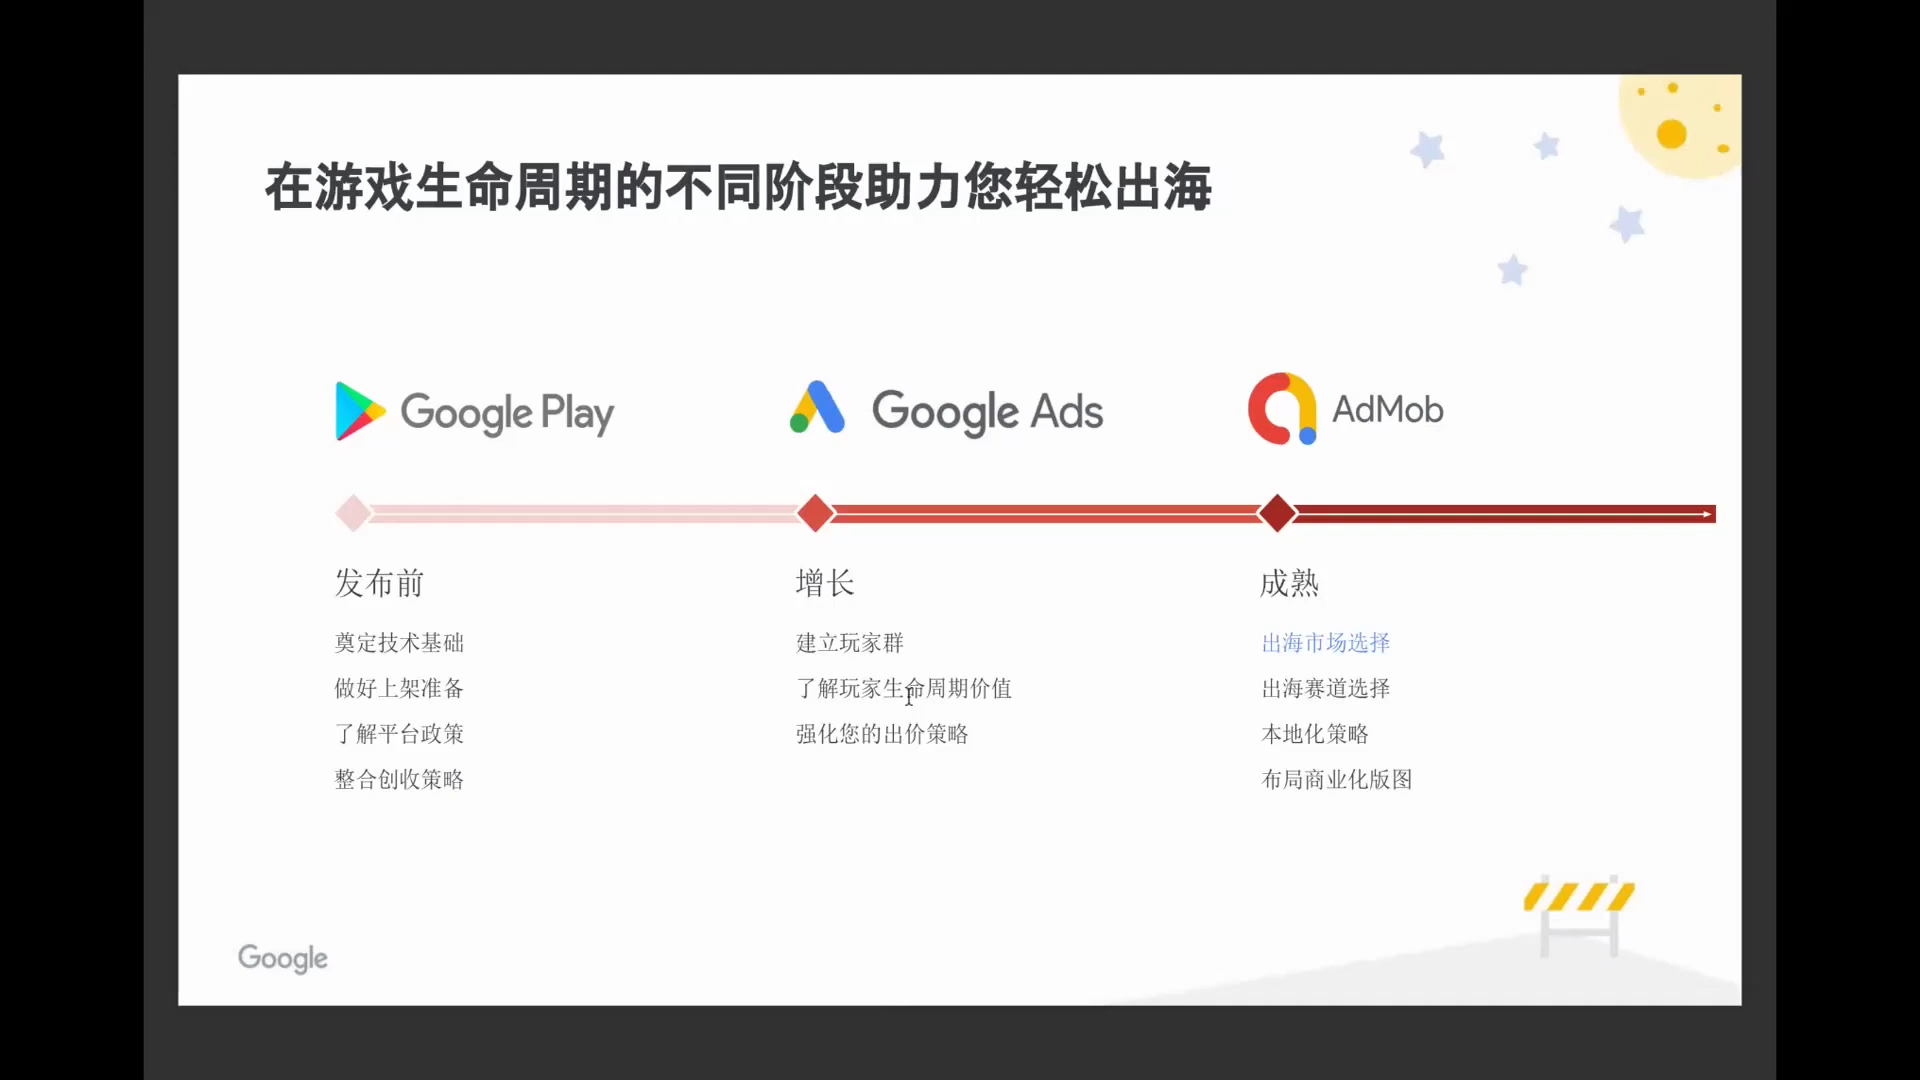 在游戏生命周期的不同阶段助力您轻松出海
Google Play
Google Ads
AdMob
发布前
奠定技术基础
做好上架准备
了解平台政策
整合创收策略
增长
建立玩家群
了解玩家生命周期价值
强化您的出价策略
成熟
出海市场选择
出海赛道选择
本地化策略
布局商业化版图
Google